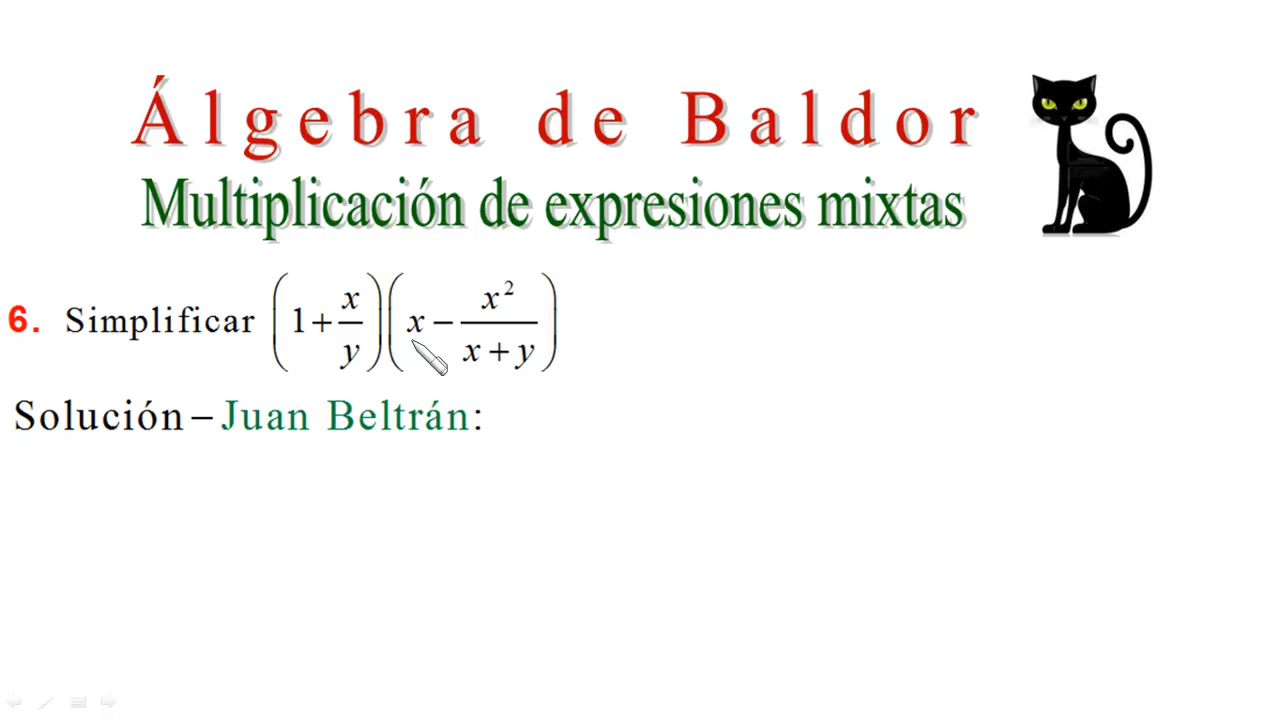 Álgebra de Baldor
Multiplicación de expresiones mixtas
6. Simplificar (1 + x/y)(x − x²/(x + y))
Solución – Juan Beltrán: